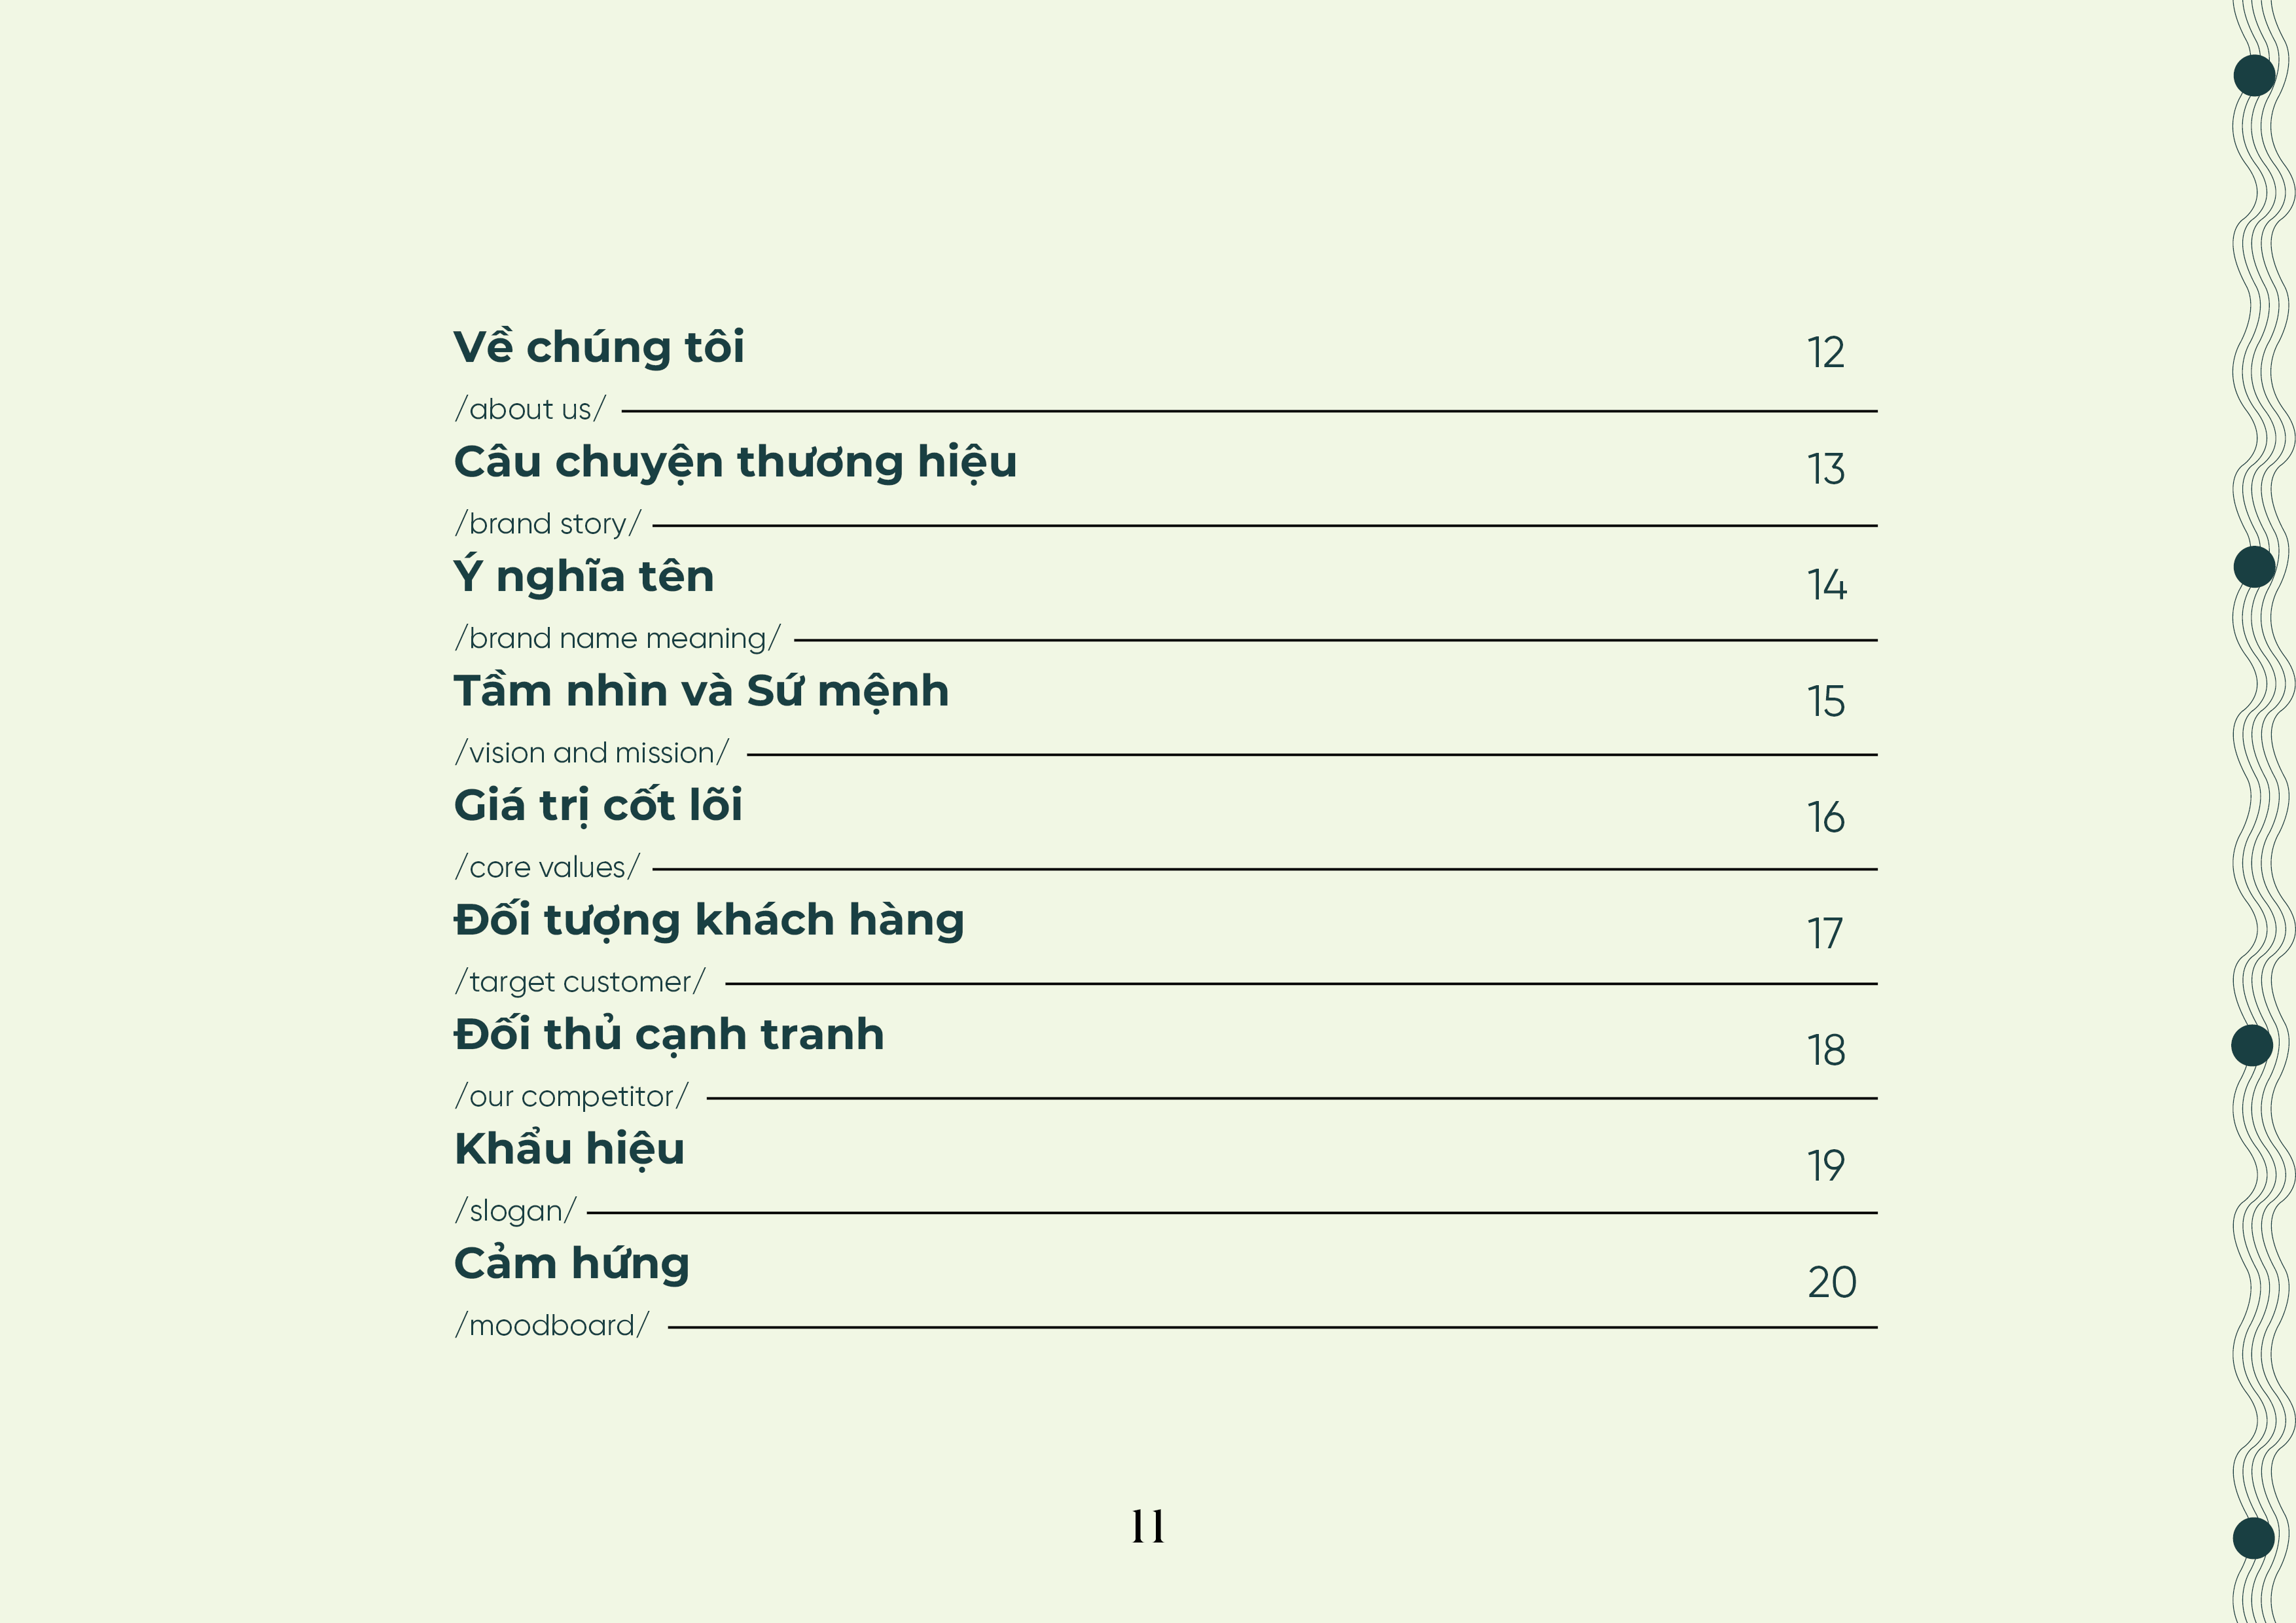 Về chúng tôi 12
/about us/
Câu chuyện thương hiệu 13
/brand story/
Ý nghĩa tên 14
/brand name meaning/
Tầm nhìn và Sứ mệnh 15
/vision and mission/
Giá trị cốt lõi 16
/core values/
Đối tượng khách hàng 17
/target customer/
Đối thủ cạnh tranh 18
/our competitor/
Khẩu hiệu 19
/slogan/
Cảm hứng 20
/moodboard/
11